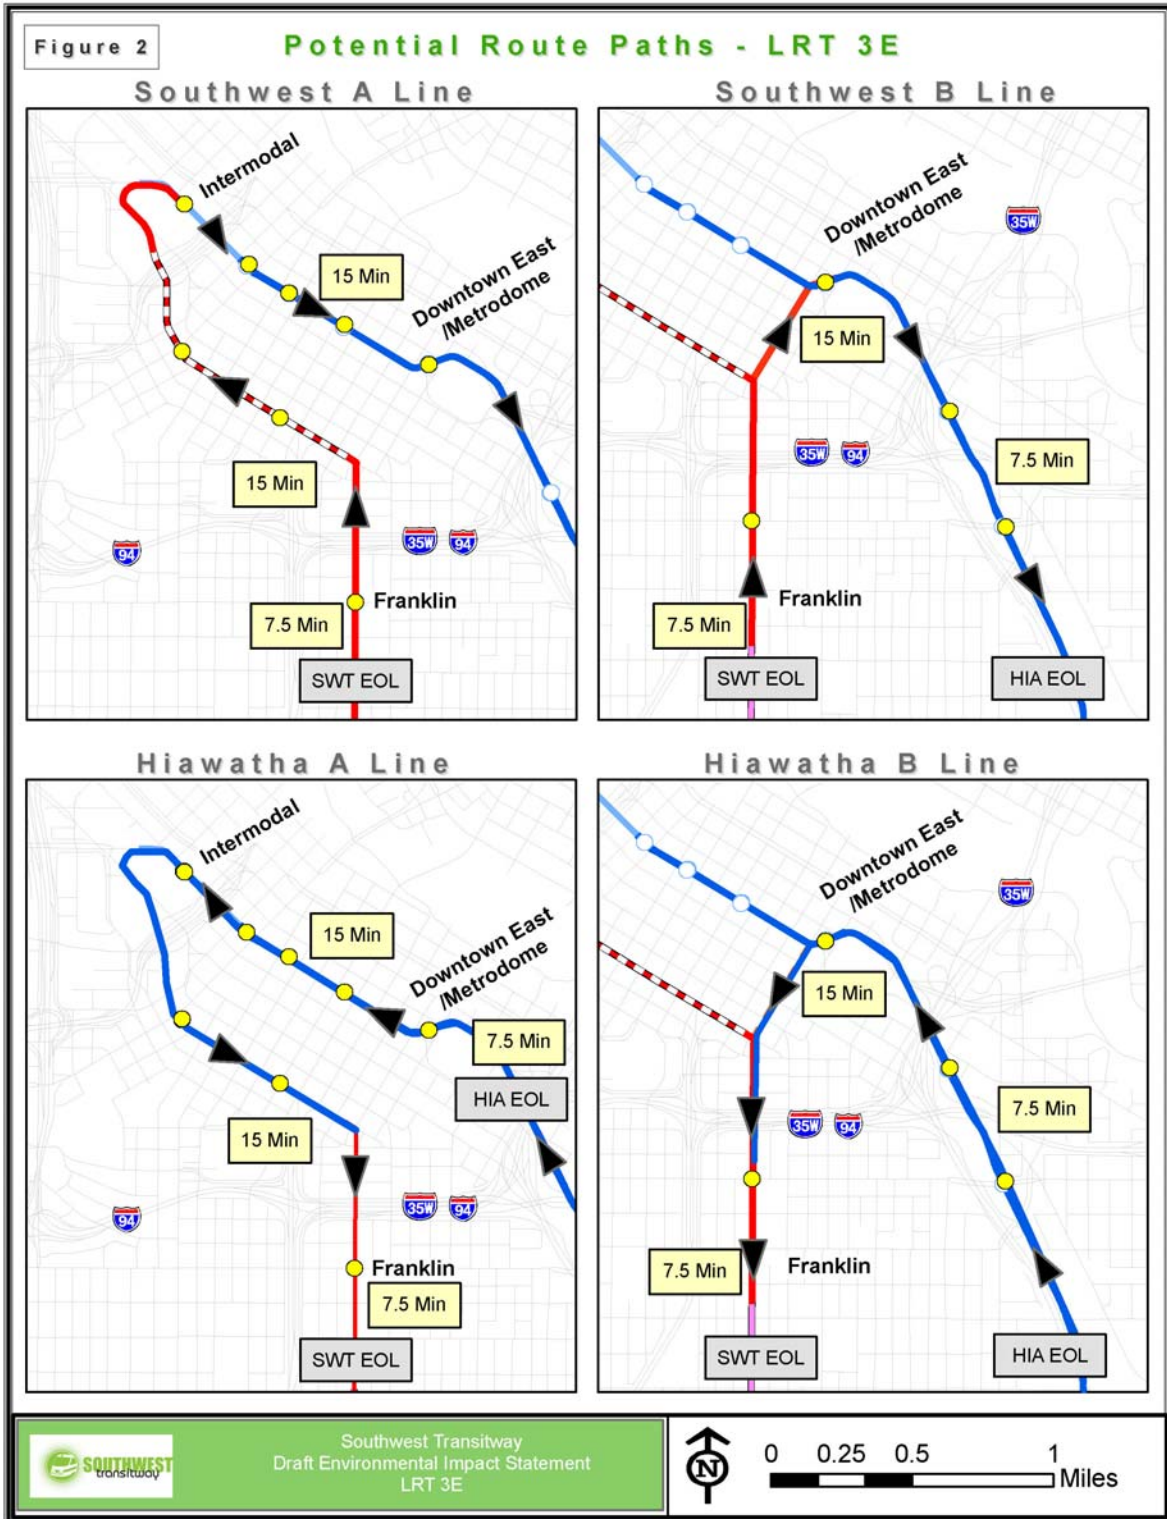 Figure 2
Potential Route Paths - LRT 3E
Southwest A Line
Intermodal
15 Min
Downtown East
/Metrodome
15 Min
94
35W
94
Franklin
7.5 Min
SWT EOL
Southwest B Line
Downtown East
/Metrodome
35W
15 Min
35W
94
7.5 Min
Franklin
7.5 Min
SWT EOL
HIA EOL
Hiawatha A Line
Intermodal
15 Min
Downtown East
/Metrodome
7.5 Min
HIA EOL
15 Min
94
35W
94
Franklin
7.5 Min
SWT EOL
Hiawatha B Line
Downtown East
/Metrodome
35W
15 Min
35W
94
7.5 Min
7.5 Min
Franklin
SWT EOL
HIA EOL
SOUTHWEST
transitway
Southwest Transitway
Draft Environmental Impact Statement
LRT 3E
N
0 0.25 0.5 1
Miles